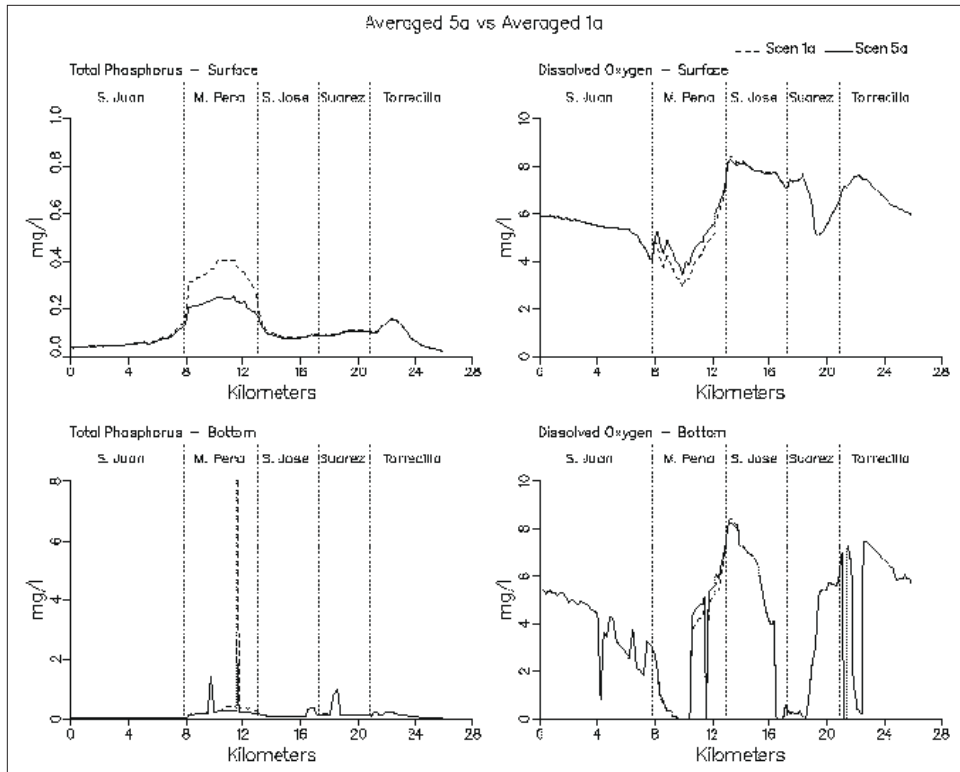 Averaged 5a vs Averaged 1a
Scen 1a Scen 5a
Total Phosphorus – Surface
S. Juan M. Pena S. Jose Suarez Torrecilla
1.0
0.8
0.6
0.4
0.2
0.0
mg/l
0 4 8 12 16 20 24 28
Kilometers
Dissolved Oxygen – Surface
S. Juan M. Pena S. Jose Suarez Torrecilla
10
8
6
4
2
0
mg/l
0 4 8 12 16 20 24 28
Kilometers
Total Phosphorus – Bottom
S. Juan M. Pena S. Jose Suarez Torrecilla
8
6
4
2
0
mg/l
0 4 8 12 16 20 24 28
Kilometers
Dissolved Oxygen – Bottom
S. Juan M. Pena S. Jose Suarez Torrecilla
10
8
6
4
2
0
mg/l
0 4 8 12 16 20 24 28
Kilometers